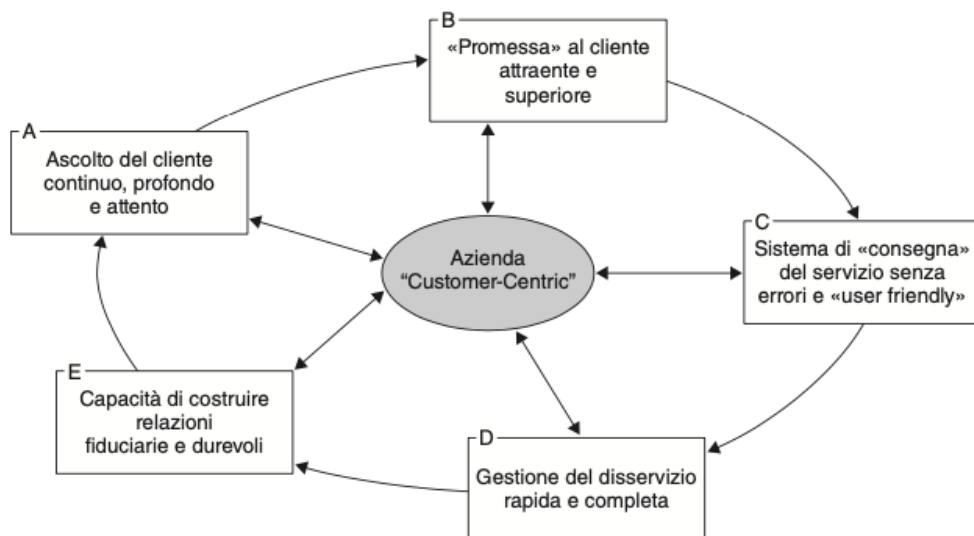 A
Ascolto del cliente
continuo, profondo
e attento
B
«Promessa» al cliente
attraente e
superiore
C
Sistema di «consegna»
del servizio senza
errori e «user friendly»
D
Gestione del disservizio
rapida e completa
E
Capacità di costruire
relazioni
fiduciarie e durevoli
Azienda
“Customer-Centric”